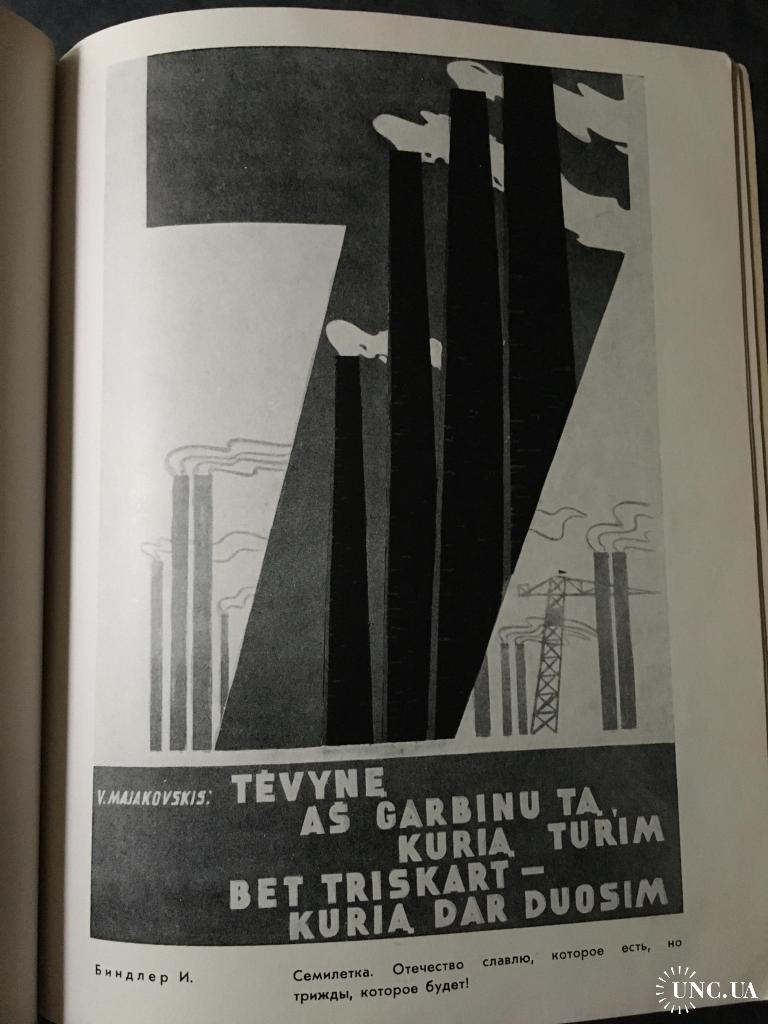 V. MAJAKOVSKIS:
TĖVYNĘ
AŠ GARBINU TĄ,
KURIĄ TURIM
BET TRISKART –
KURIĄ DAR DUOSIM
Биндлер И.
Семилетка. Отечество славлю, которое есть, но
трижды, которое будет!
UNC.UA